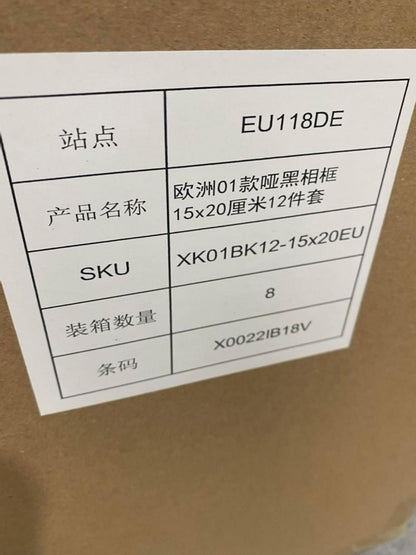 站点 EU118DE
产品名称 欧洲01款哑黑相框
15x20厘米12件套
SKU XK01BK12-15x20EU
装箱数量 8
条码 X0022IB18V